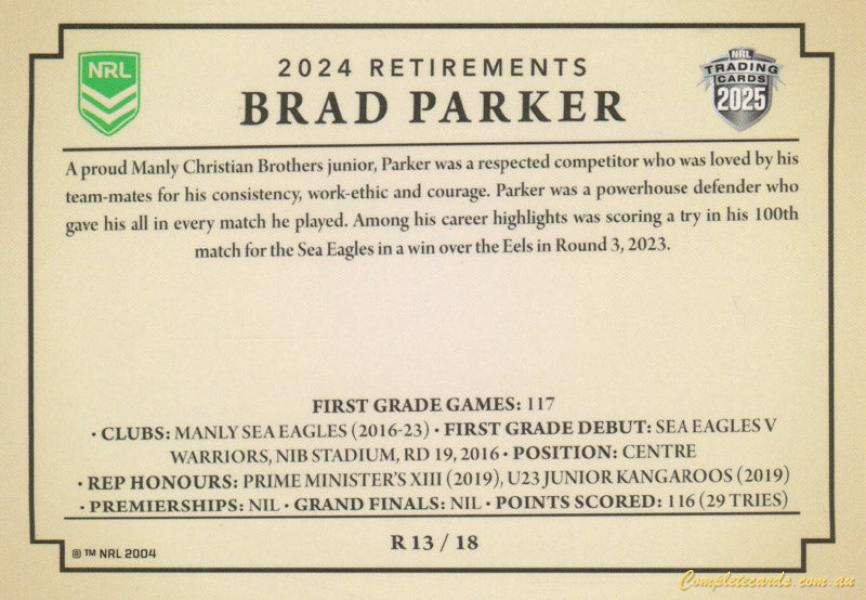 NRL
2024 RETIREMENTS
BRAD PARKER
NRL
TRADING
CARDS
2025
A proud Manly Christian Brothers junior, Parker was a respected competitor who was loved by his
team-mates for his consistency, work-ethic and courage. Parker was a powerhouse defender who
gave his all in every match he played. Among his career highlights was scoring a try in his 100th
match for the Sea Eagles in a win over the Eels in Round 3, 2023.
FIRST GRADE GAMES: 117
• CLUBS: MANLY SEA EAGLES (2016-23) • FIRST GRADE DEBUT: SEA EAGLES V
WARRIORS, NIB STADIUM, RD 19, 2016 • POSITION: CENTRE
• REP HONOURS: PRIME MINISTER'S XIII (2019), U23 JUNIOR KANGAROOS (2019)
• PREMIERSHIPS: NIL • GRAND FINALS: NIL • POINTS SCORED: 116 (29 TRIES)
® ™ NRL 2004
R 13 / 18
Completecards.com.au